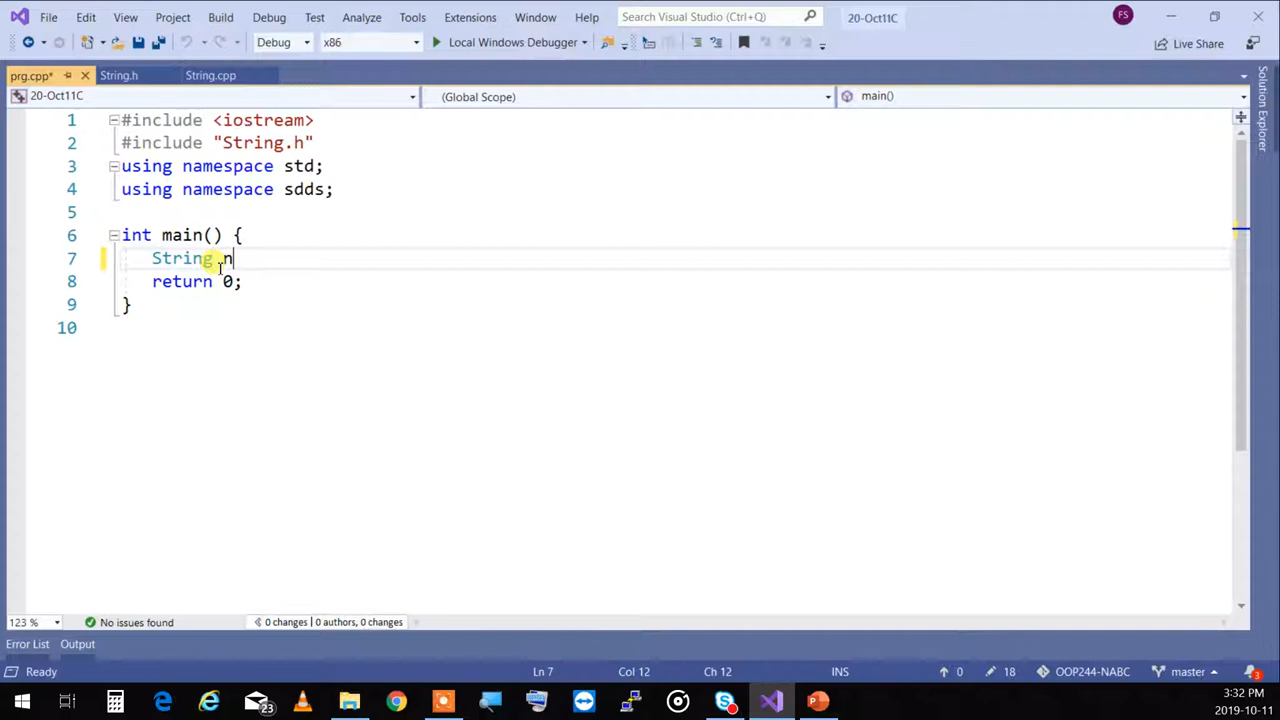 File Edit View Project Build Debug Test Analyze Tools Extensions Window Help Search Visual Studio (Ctrl+Q) 20-Oct11C FS
Debug x86 Local Windows Debugger Live Share
prg.cpp* String.h String.cpp
20-Oct11C (Global Scope) main()
1 #include <iostream>
2 #include "String.h"
3 using namespace std;
4 using namespace sdds;
5
6 int main() {
7 String n
8 return 0;
9 }
10
Solution Explorer
123 % No issues found 0 changes | 0 authors, 0 changes
Error List Output
Ready Ln 7 Col 12 Ch 12 INS 0 18 OOP244-NABC master 3
23
3:32 PM
2019-10-11